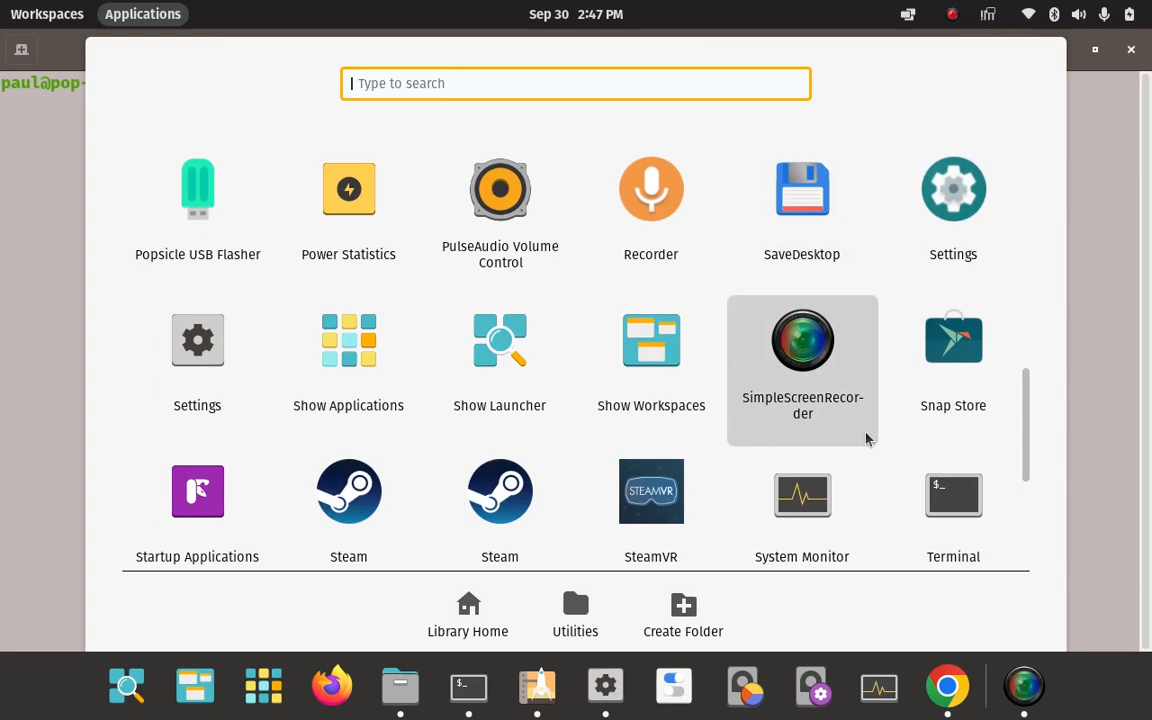 Workspaces Applications Sep 30 2:47 PM
paul@pop-
Type to search
Popsicle USB Flasher
Power Statistics
PulseAudio Volume
Control
Recorder
SaveDesktop
Settings
Settings
Show Applications
Show Launcher
Show Workspaces
SimpleScreenRecor-
der
Snap Store
STEAMVR
$_
Startup Applications
Steam
Steam
SteamVR
System Monitor
Terminal
Library Home
Utilities
Create Folder
$_